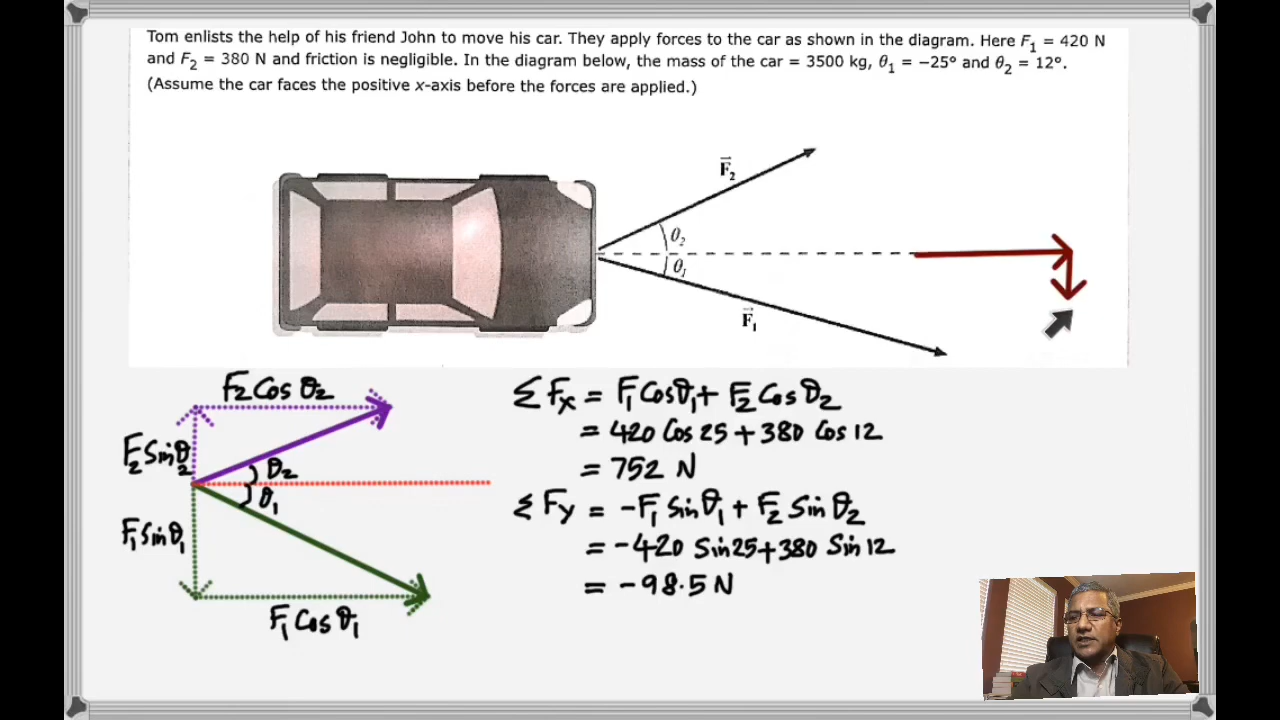 Tom enlists the help of his friend John to move his car. They apply forces to the car as shown in the diagram. Here F₁ = 420 N
and F₂ = 380 N and friction is negligible. In the diagram below, the mass of the car = 3500 kg, θ₁ = −25° and θ₂ = 12°.
(Assume the car faces the positive x-axis before the forces are applied.)
F₂
θ₂
θ₁
F₁
F₂ Cos θ₂
F₂ Sin θ₂
θ₂
θ₁
F₁ Sin θ₁
F₁ Cos θ₁
Σ Fx = F₁ Cos θ₁ + F₂ Cos θ₂
= 420 Cos 25 + 380 Cos 12
= 752 N
Σ Fy = -F₁ Sin θ₁ + F₂ Sin θ₂
= -420 Sin 25 + 380 Sin 12
= -98.5 N